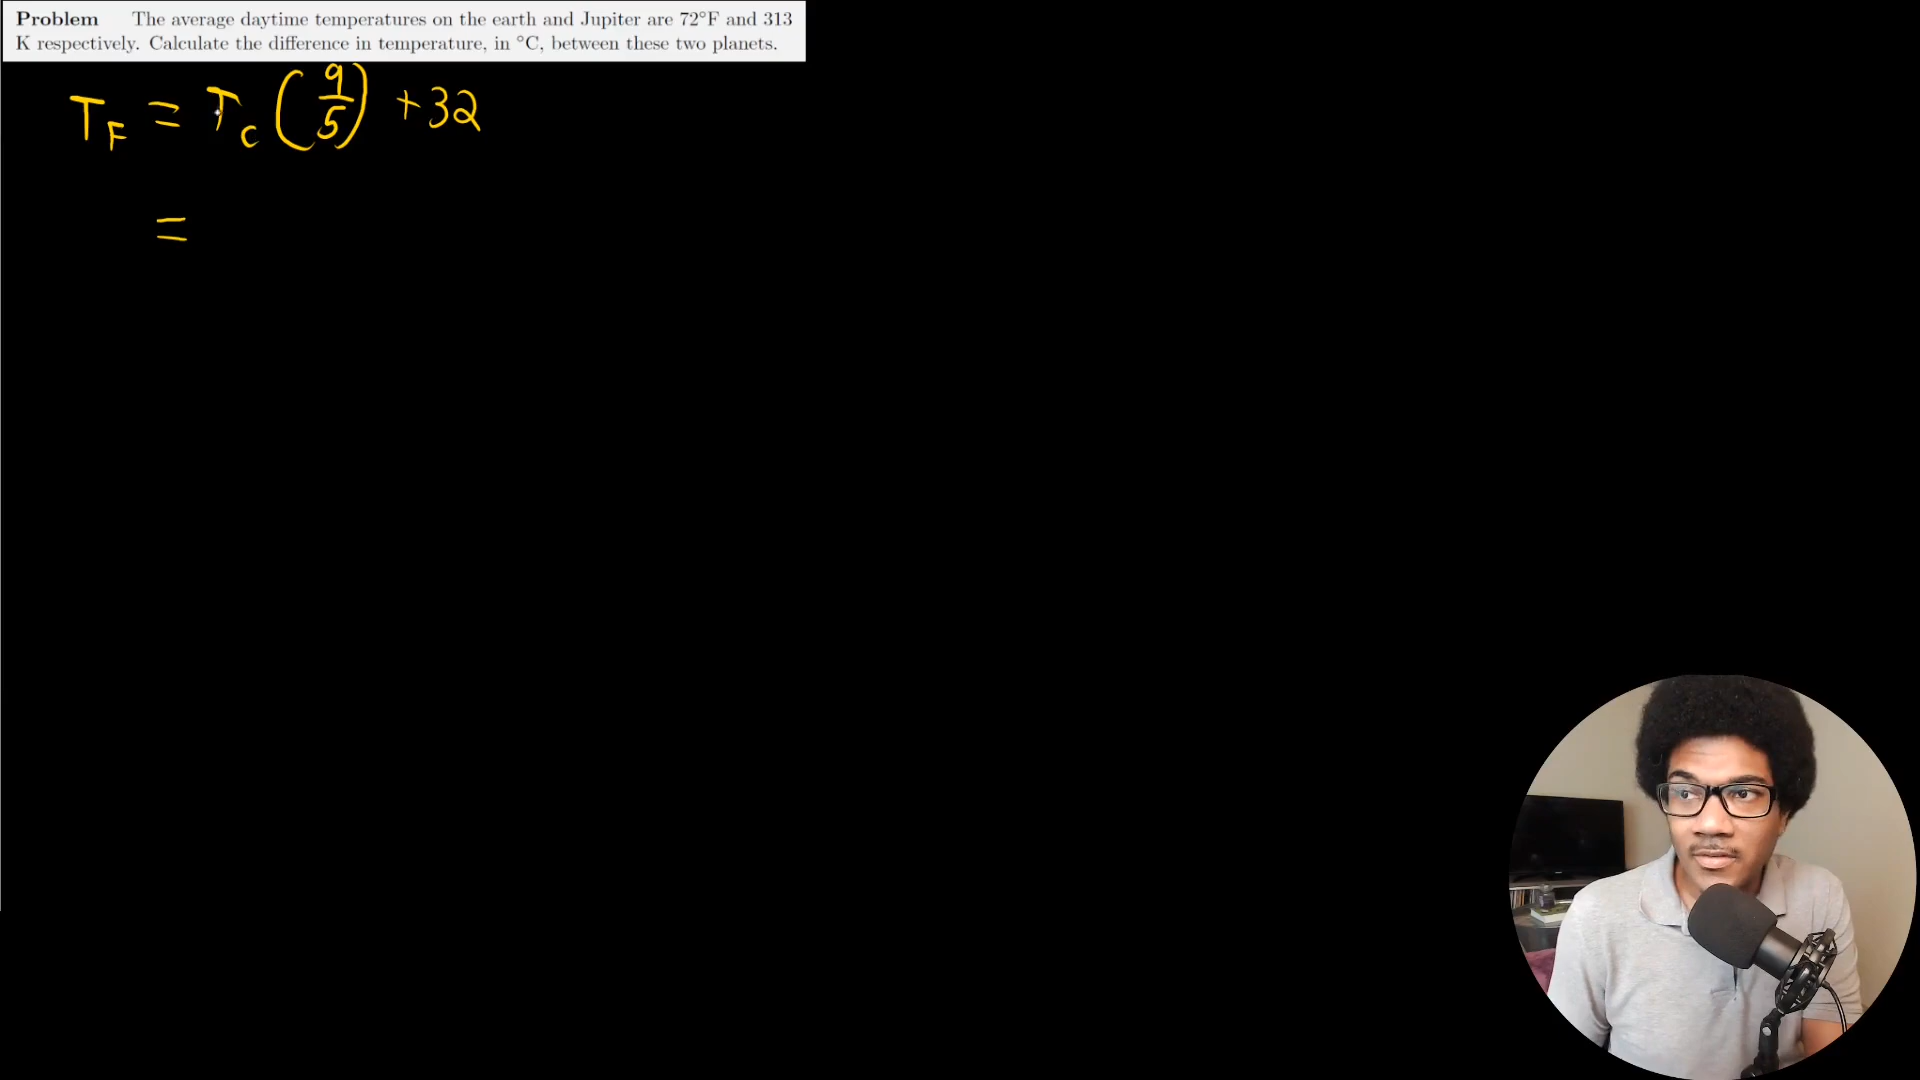 Problem The average daytime temperatures on the earth and Jupiter are 72°F and 313
K respectively. Calculate the difference in temperature, in °C, between these two planets.
T_F = T_C (9/5) + 32
=